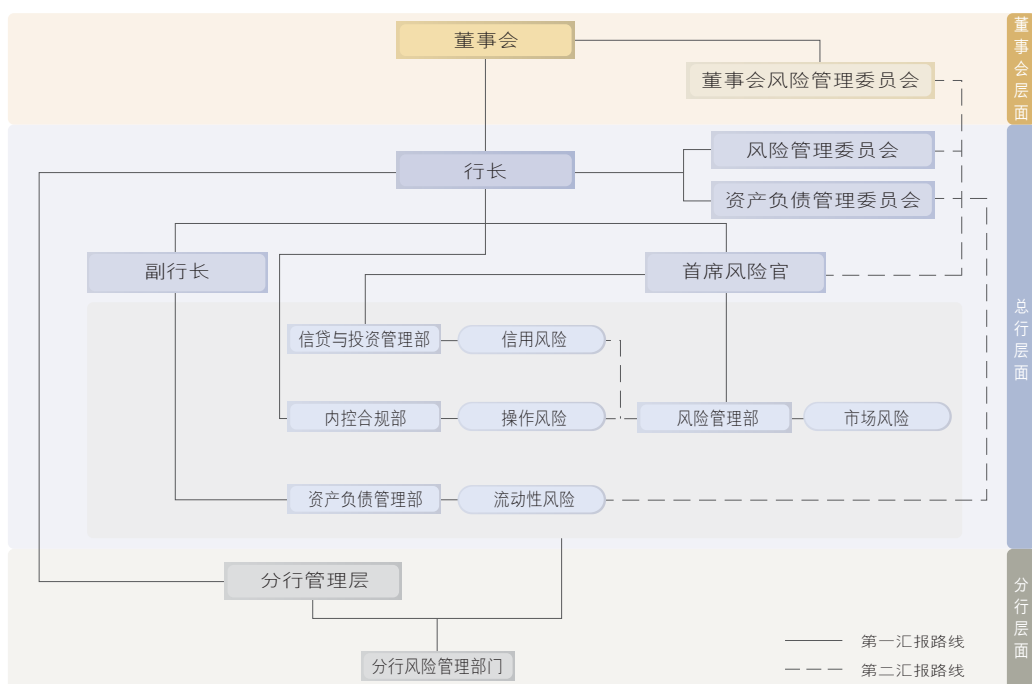 董事会
董事会风险管理委员会
董事会层面
行长
风险管理委员会
资产负债管理委员会
副行长
首席风险官
信贷与投资管理部
信用风险
内控合规部
操作风险
风险管理部
市场风险
资产负债管理部
流动性风险
总行层面
分行管理层
分行风险管理部门
分行层面
第一汇报路线
第二汇报路线